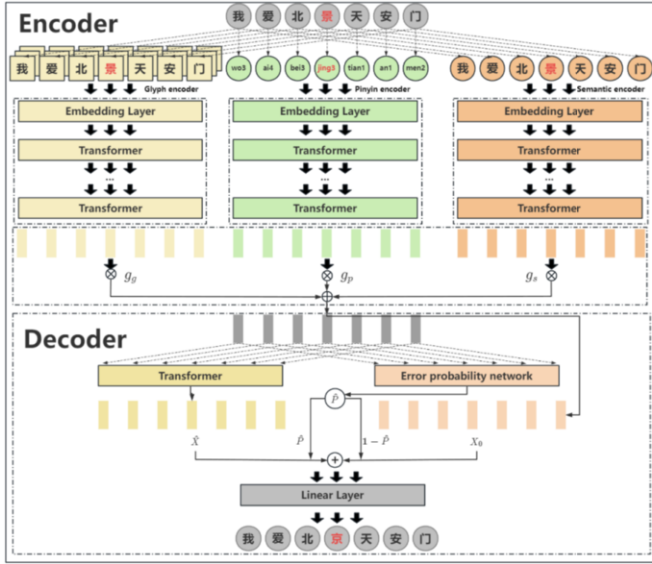 Encoder
我 爱 北 景 天 安 门
我 爱 北 景 天 安 门
wo3 ai4 bei3 jing3 tian1 an1 men2
我 爱 北 景 天 安 门
Glyph encoder
Pinyin encoder
Semantic encoder
Embedding Layer
Embedding Layer
Embedding Layer
Transformer
Transformer
Transformer
...
...
...
Transformer
Transformer
Transformer
g_g
g_p
g_s
Decoder
Transformer
Error probability network
P̂
X̂
P̂
1 − P̂
X₀
Linear Layer
我 爱 北 京 天 安 门